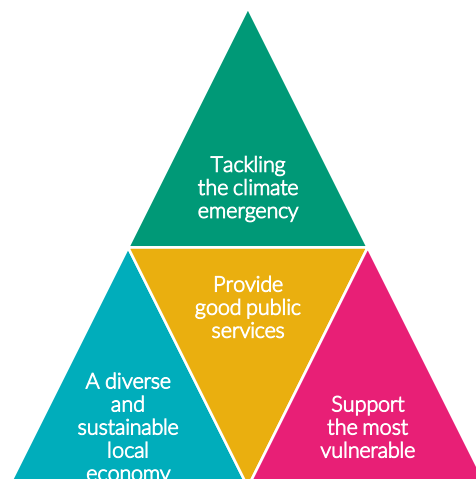 Tackling
the climate
emergency
Provide
good public
services
A diverse
and
sustainable
local
economy
Support
the most
vulnerable